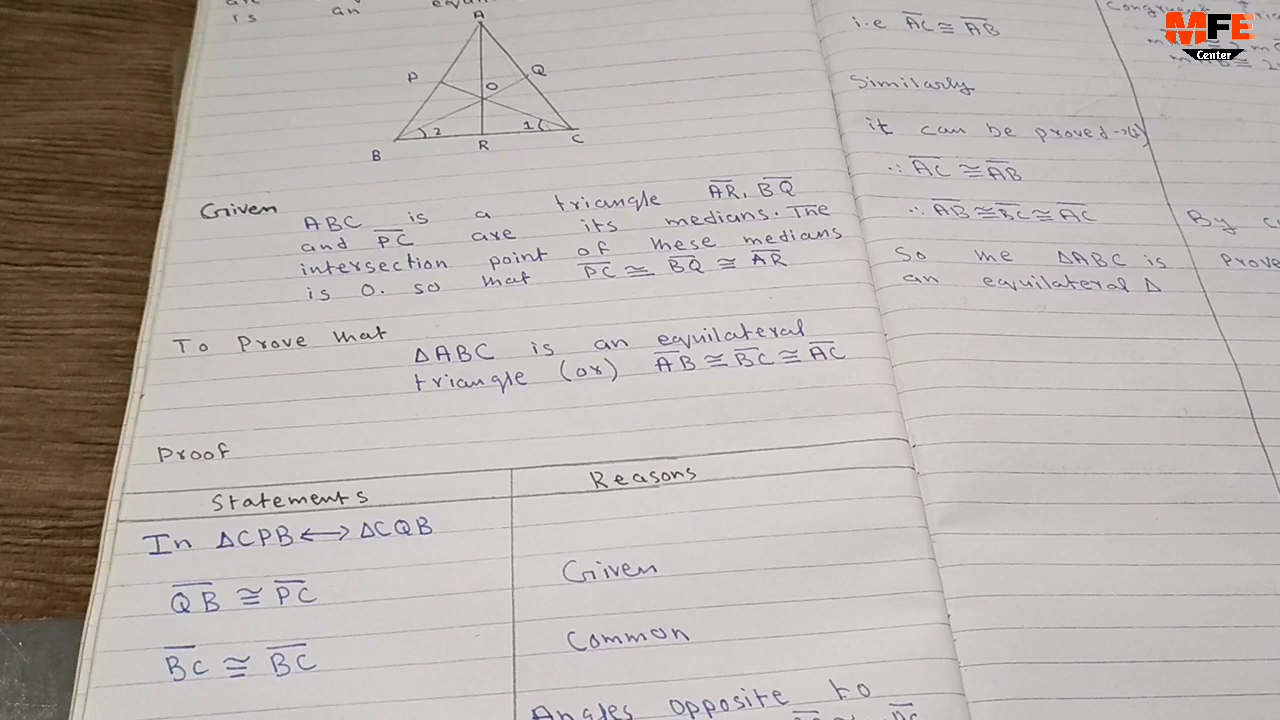 is an
A
P
Q
O
2
1
B
R
C
Given
ABC is a triangle AR, BQ
and PC are its medians. The
intersection point of these medians
is O. so that PC ≅ BQ ≅ AR
To Prove that
ΔABC is an equilateral
triangle (or) AB ≅ BC ≅ AC
Proof
Statements
Reasons
In ΔCPB ⟷ ΔCQB
QB ≅ PC
Given
BC ≅ BC
Common
Angles opposite to
i.e AC ≅ AB
Similarly
it can be proved
∴ AC ≅ AB
∴ AB ≅ BC ≅ AC
So the ΔABC is
an equilateral Δ
By
MFE
Center